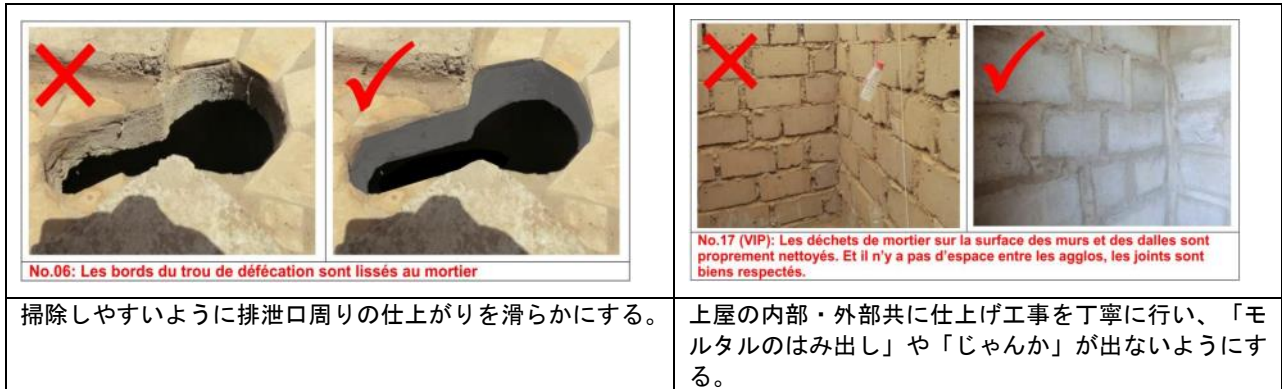 No.06: Les bords du trou de défécation sont lissés au mortier
No.17 (VIP): Les déchets de mortier sur la surface des murs et des dalles sont
proprement nettoyés. Et il n'y a pas d'espace entre les agglos, les joints sont
biens respectés.
掃除しやすいように排泄口周りの仕上がりを滑らかにする。
上屋の内部・外部共に仕上げ工事を丁寧に行い、「モ
ルタルのはみ出し」や「じゃんか」が出ないようにす
る。